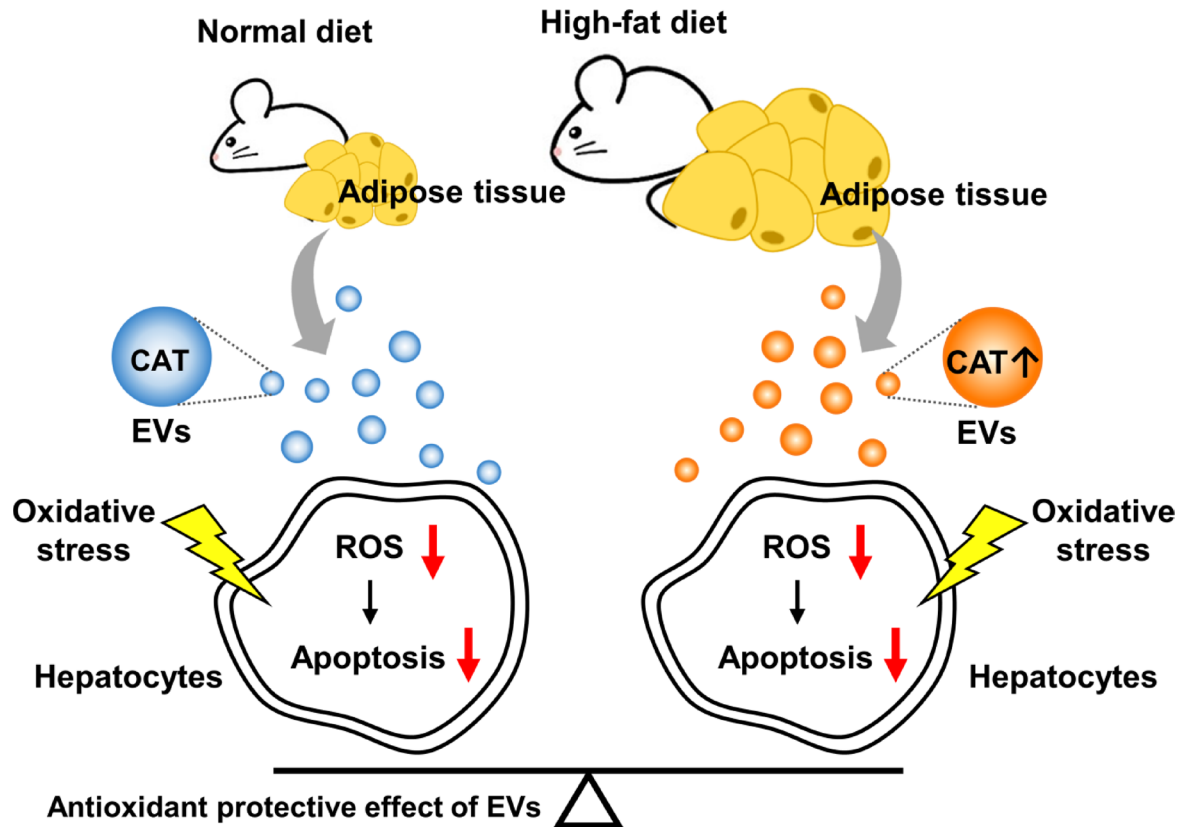 Normal diet
High-fat diet
Adipose tissue
Adipose tissue
CAT
EVs
CAT↑
EVs
Oxidative
stress
ROS
Apoptosis
Hepatocytes
ROS
Apoptosis
Oxidative
stress
Hepatocytes
Antioxidant protective effect of EVs